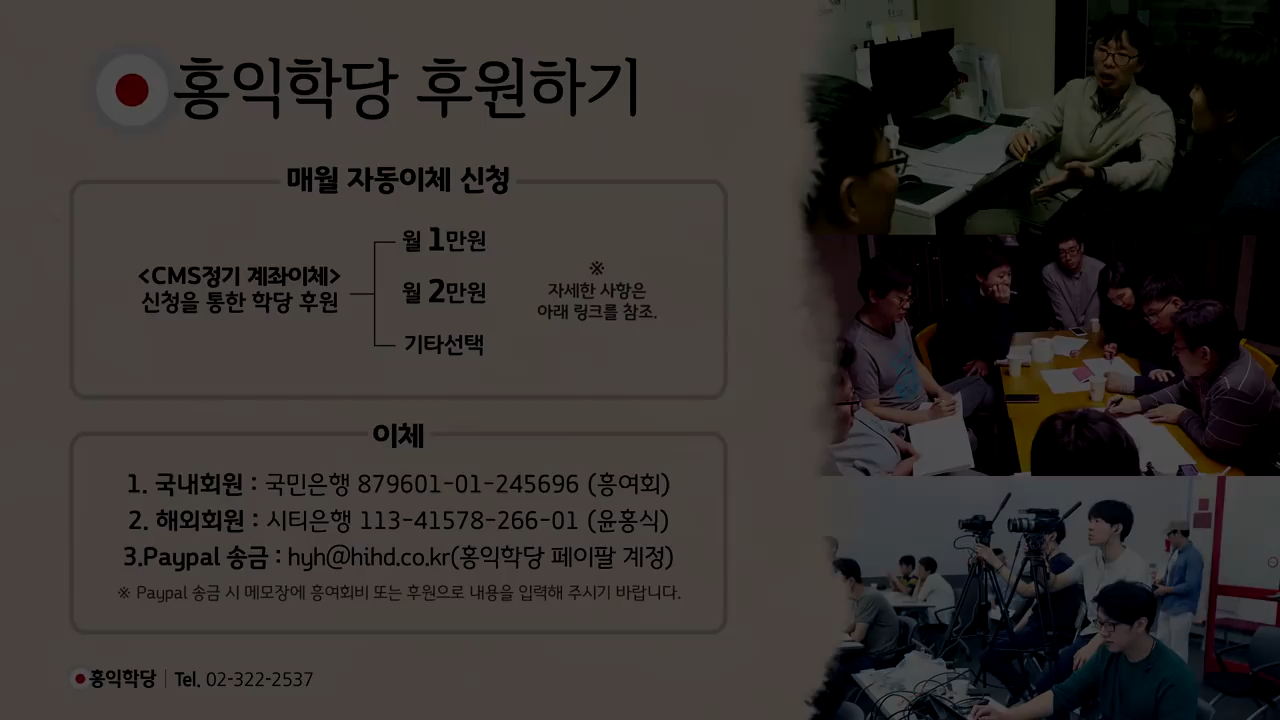 홍익학당 후원하기
매월 자동이체 신청
<CMS정기 계좌이체>
신청을 통한 학당 후원
월 1만원
월 2만원
기타선택
※
자세한 사항은
아래 링크를 참조.
이체
1. 국내회원 : 국민은행 879601-01-245696 (흥여회)
2. 해외회원 : 시티은행 113-41578-266-01 (윤홍식)
3.Paypal 송금 : hyh@hihd.co.kr(홍익학당 페이팔 계정)
※ Paypal 송금 시 메모장에 흥여회비 또는 후원으로 내용을 입력해 주시기 바랍니다.
홍익학당 | Tel. 02-322-2537